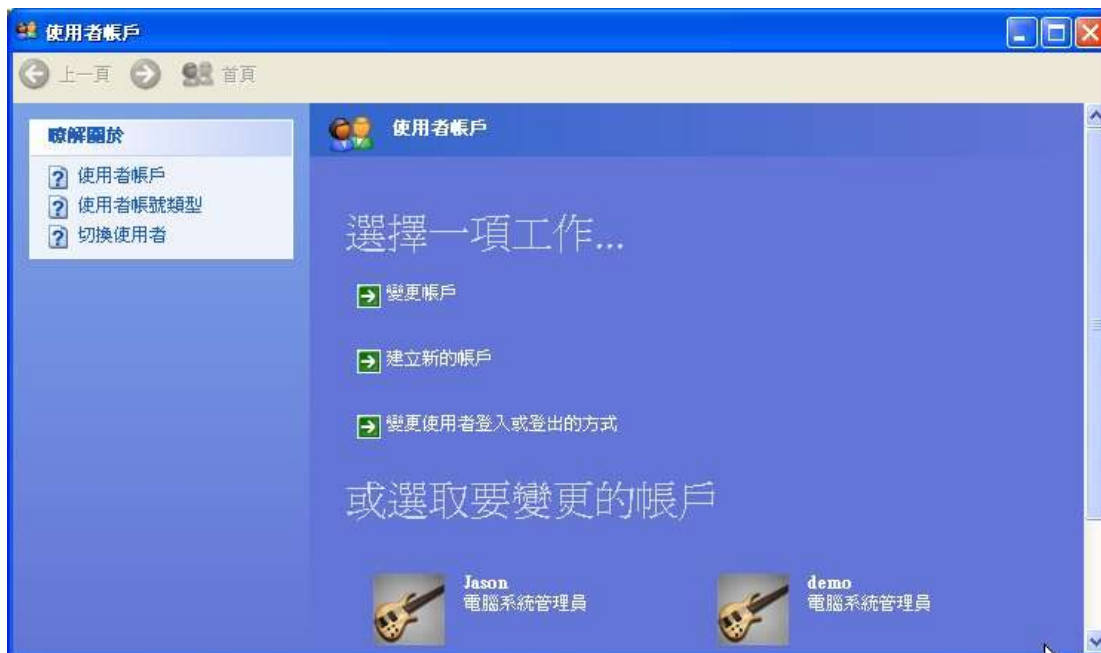 使用者帳戶
上一頁
首頁
瞭解關於
使用者帳戶
使用者帳號類型
切換使用者
使用者帳戶
選擇一項工作...
變更帳戶
建立新的帳戶
變更使用者登入或登出的方式
或選取要變更的帳戶
Jason
電腦系統管理員
demo
電腦系統管理員